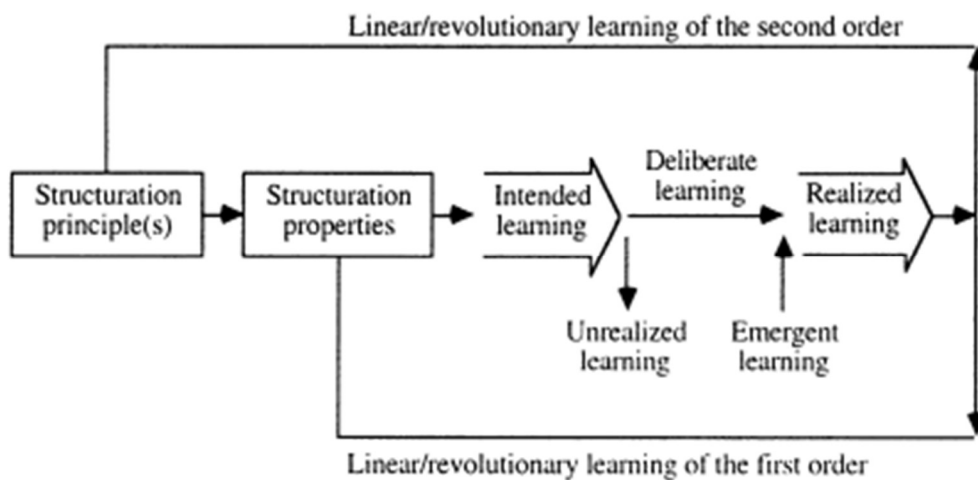 Linear/revolutionary learning of the second order
Structuration
principle(s)
Structuration
properties
Intended
learning
Deliberate
learning
Realized
learning
Unrealized
learning
Emergent
learning
Linear/revolutionary learning of the first order